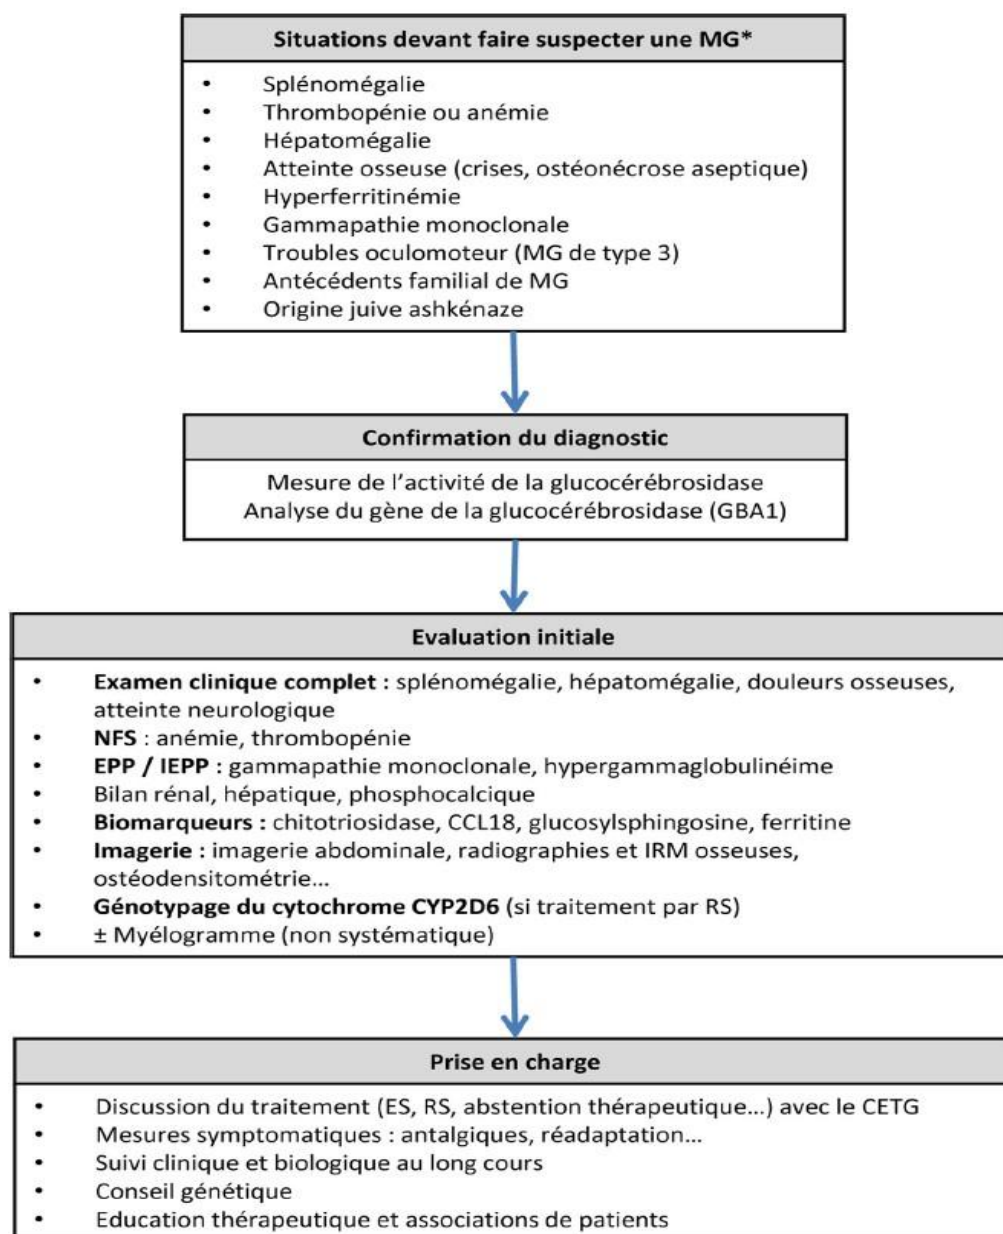 Situations devant faire suspecter une MG*
• Splénomégalie
• Thrombopénie ou anémie
• Hépatomégalie
• Atteinte osseuse (crises, ostéonécrose aseptique)
• Hyperferritinémie
• Gammapathie monoclonale
• Troubles oculomoteur (MG de type 3)
• Antécédents familial de MG
• Origine juive ashkénaze
Confirmation du diagnostic
Mesure de l'activité de la glucocérébrosidase
Analyse du gène de la glucocérébrosidase (GBA1)
Evaluation initiale
• Examen clinique complet : splénomégalie, hépatomégalie, douleurs osseuses,
atteinte neurologique
• NFS : anémie, thrombopénie
• EPP / IEPP : gammapathie monoclonale, hypergammaglobulinéime
• Bilan rénal, hépatique, phosphocalcique
• Biomarqueurs : chitotriosidase, CCL18, glucosylsphingosine, ferritine
• Imagerie : imagerie abdominale, radiographies et IRM osseuses,
ostéodensitométrie...
• Génotypage du cytochrome CYP2D6 (si traitement par RS)
• ± Myélogramme (non systématique)
Prise en charge
• Discussion du traitement (ES, RS, abstention thérapeutique...) avec le CETG
• Mesures symptomatiques : antalgiques, réadaptation...
• Suivi clinique et biologique au long cours
• Conseil génétique
• Education thérapeutique et associations de patients